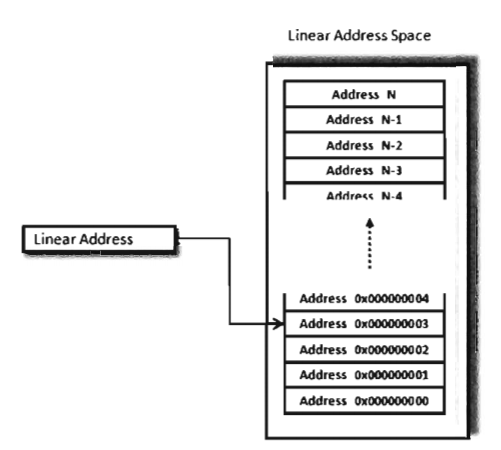 Linear Address Space
Address N
Address N-1
Address N-2
Address N-3
Address N-4
Linear Address
Address 0x000000004
Address 0x000000003
Address 0x000000002
Address 0x000000001
Address 0x000000000